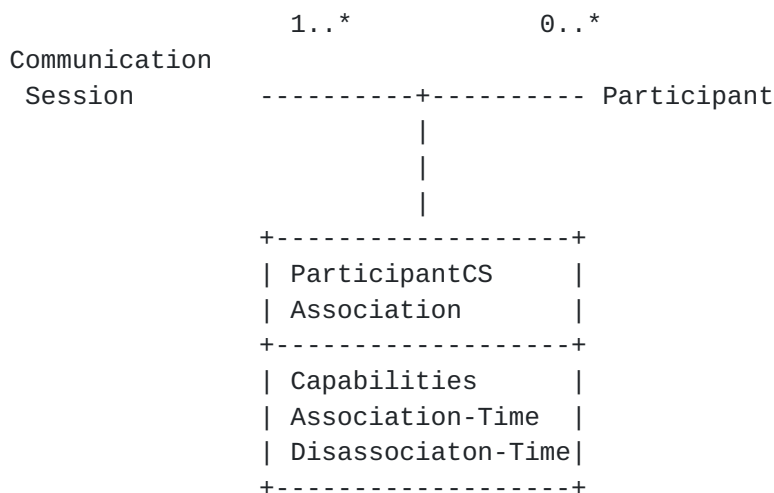 1..* 0..*
Communication
Session ----------+---------- Participant
|
|
|
+-------------------+
| ParticipantCS |
| Association |
+-------------------+
| Capabilities |
| Association-Time |
| Disassociaton-Time|
+-------------------+